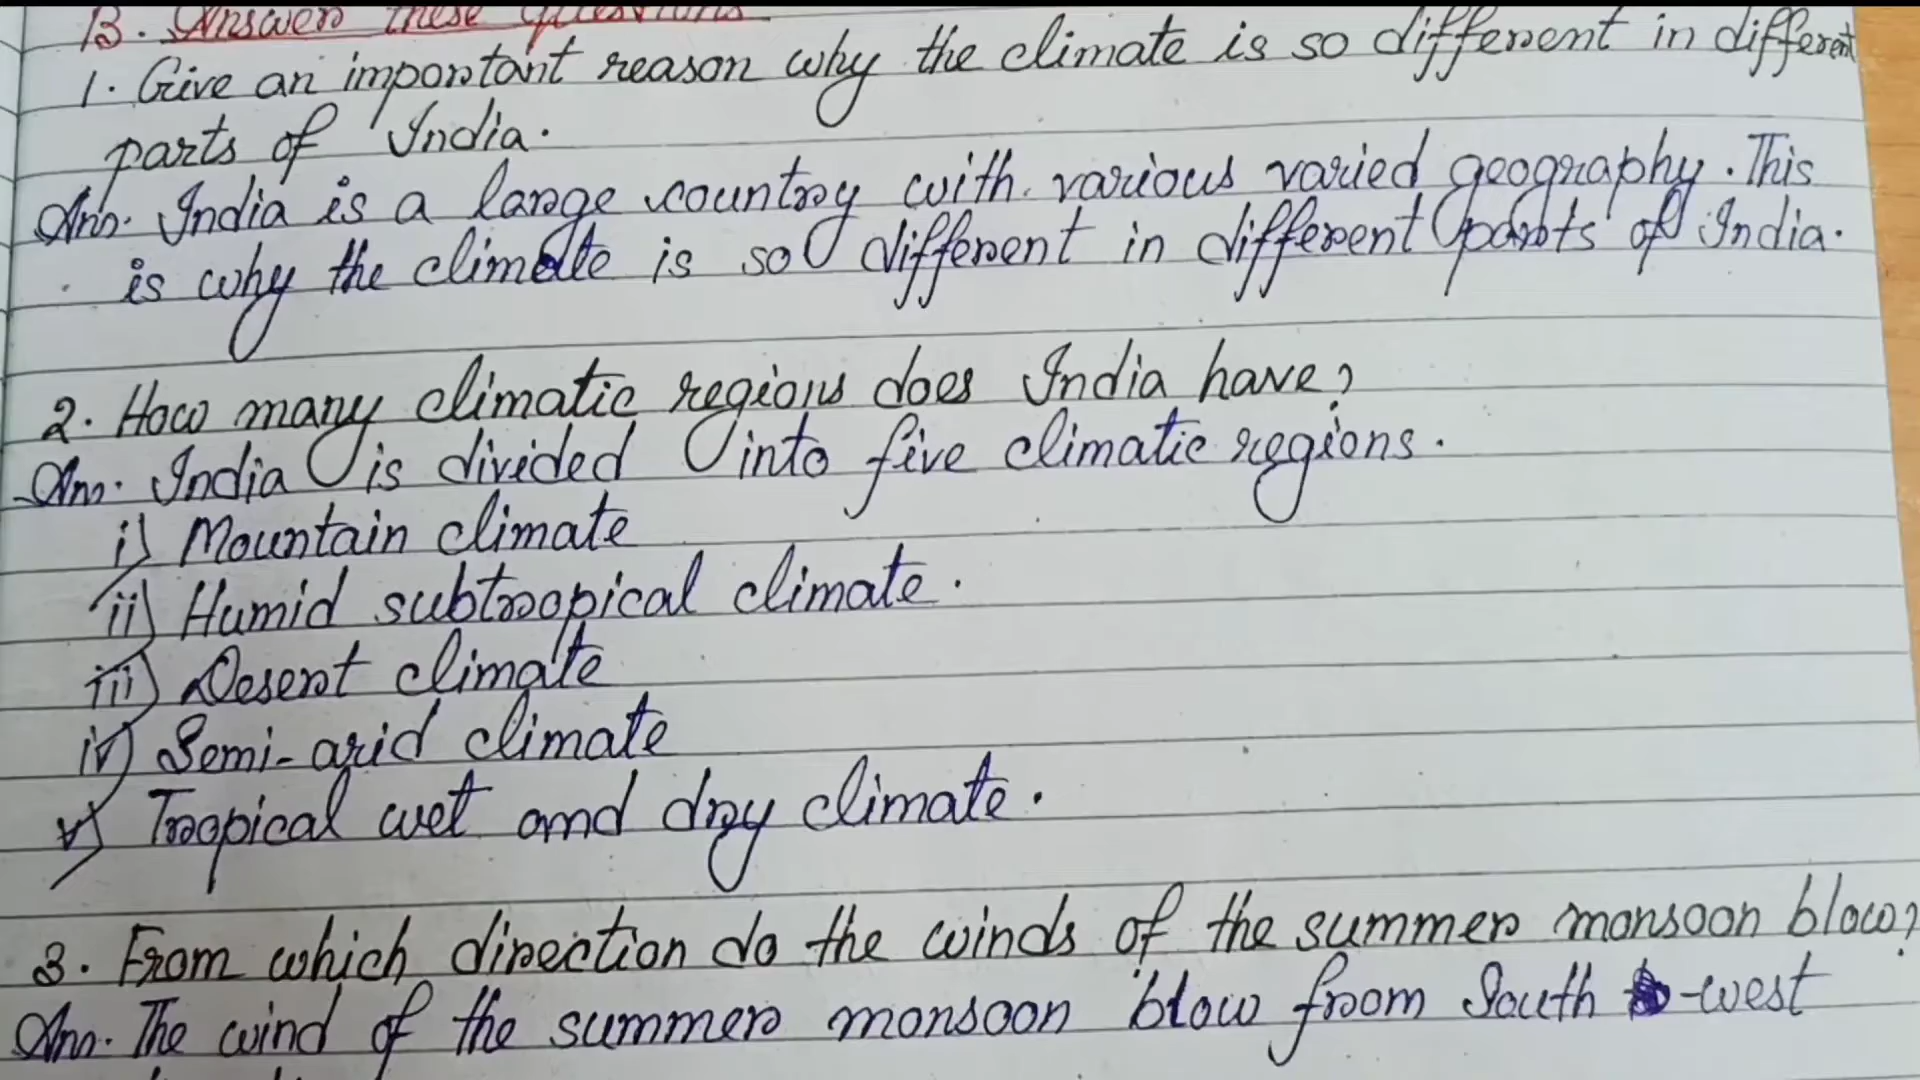 B. Answer these questions.
1. Give an important reason why the climate is so different in different
parts of India.
Ans. India is a large country with various varied geography. This
is why the climate is so different in different parts of India.
2. How many climatic regions does India have?
Ans. India is divided into five climatic regions.
i) Mountain climate
ii) Humid subtropical climate.
iii) Desert climate
iv) Semi-arid climate
v) Tropical wet and dry climate.
3. From which direction do the winds of the summer monsoon blow?
Ans. The wind of the summer monsoon blow from South -west